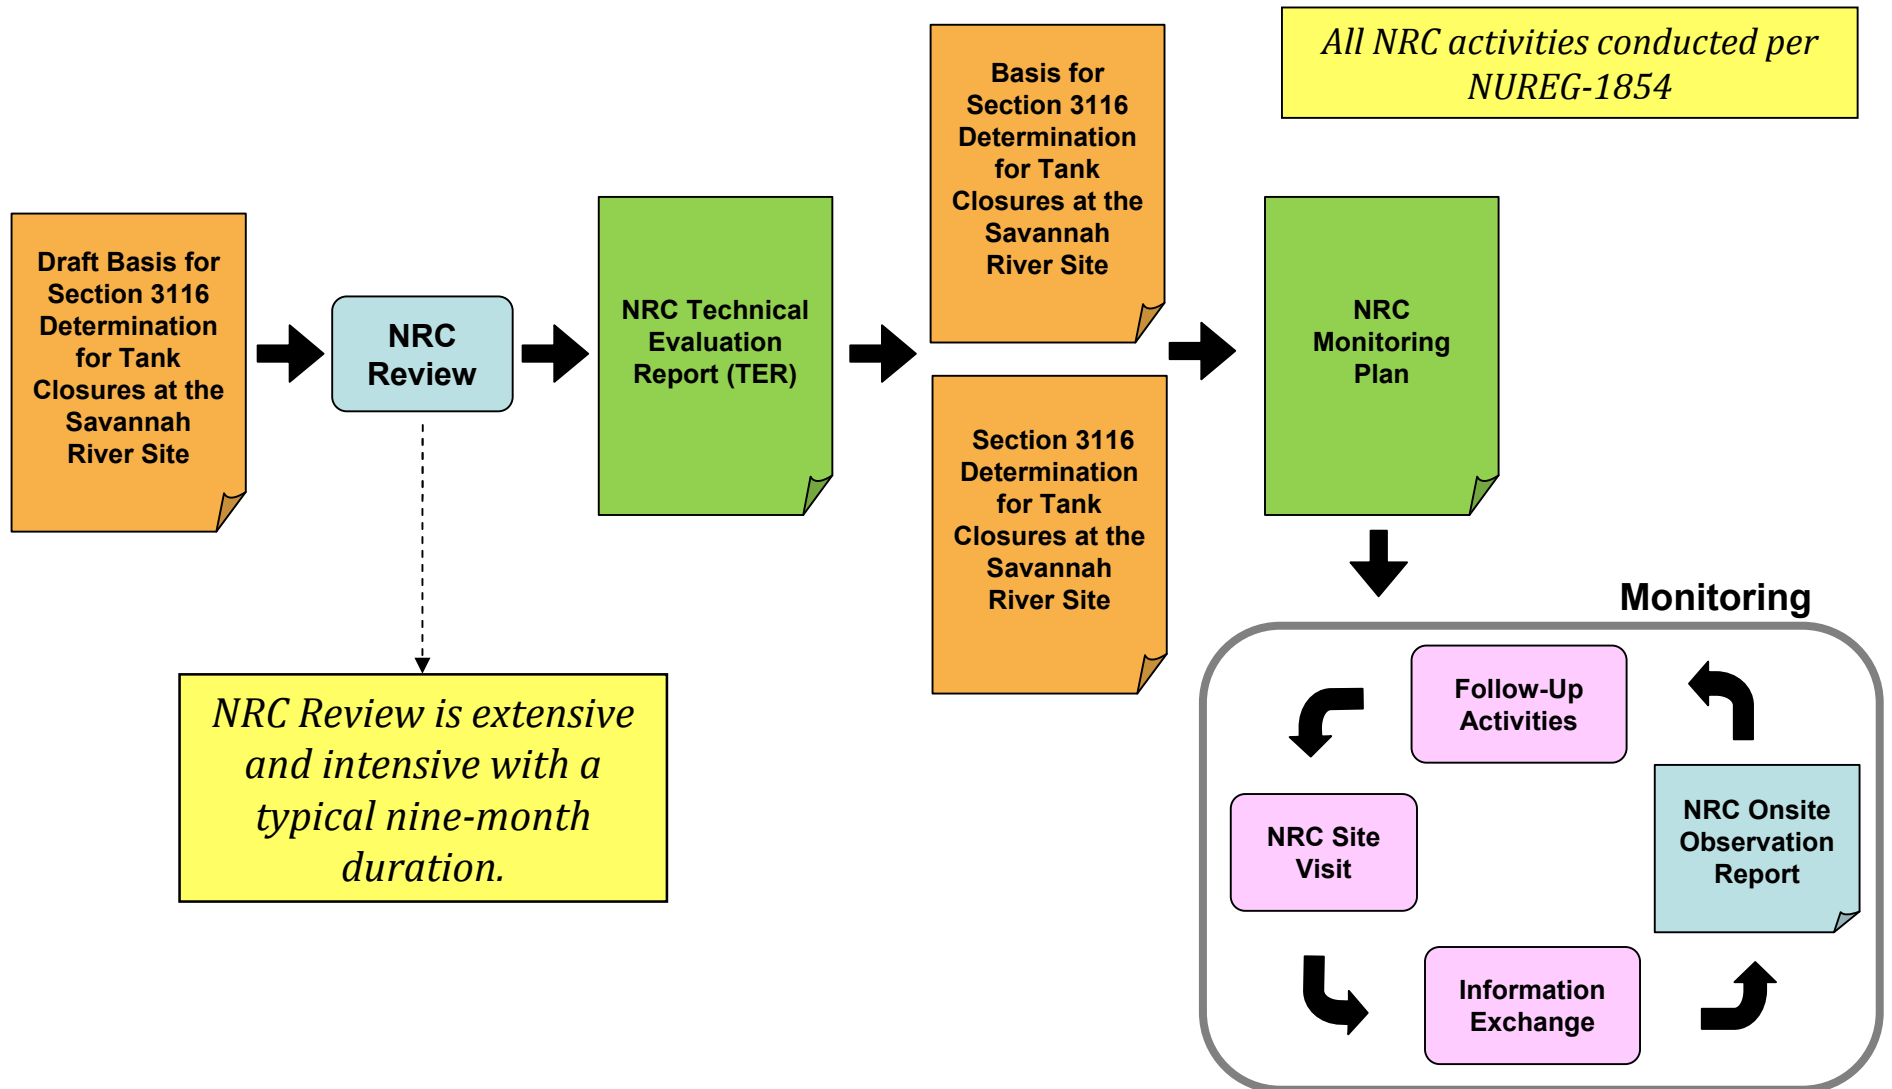 All NRC activities conducted per
NUREG-1854
Draft Basis for
Section 3116
Determination
for Tank
Closures at the
Savannah
River Site
NRC
Review
NRC Technical
Evaluation
Report (TER)
Basis for
Section 3116
Determination
for Tank
Closures at the
Savannah
River Site
Section 3116
Determination
for Tank
Closures at the
Savannah
River Site
NRC
Monitoring
Plan
NRC Review is extensive
and intensive with a
typical nine-month
duration.
Monitoring
Follow-Up
Activities
NRC Site
Visit
Information
Exchange
NRC Onsite
Observation
Report